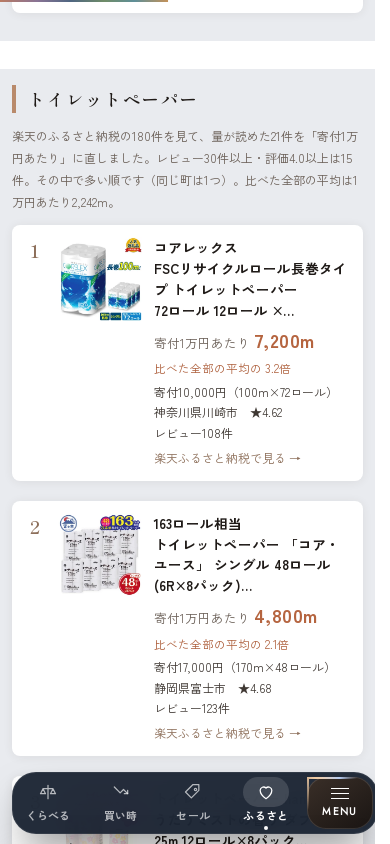 トイレットペーパー
楽天のふるさと納税の180件を見て、量が読めた21件を「寄付1万
円あたり」に直しました。レビュー30件以上・評価4.0以上は15
件。その中で多い順です（同じ町は1つ）。比べた全部の平均は1
万円あたり2,242m。
1
コアレックス
FSCリサイクルロール長巻タイ
プ トイレットペーパー
72ロール 12ロール ×...
寄付1万円あたり 7,200m
比べた全部の平均の 3.2倍
寄付10,000円（100m×72ロール）
神奈川県川崎市 ★4.62
レビュー108件
楽天ふるさと納税で見る →
2
163ロール相当
トイレットペーパー 「コア・
ユース」 シングル 48ロール
(6R×8パック)...
寄付1万円あたり 4,800m
比べた全部の平均の 2.1倍
寄付17,000円（170m×48ロール）
静岡県富士市 ★4.68
レビュー123件
楽天ふるさと納税で見る →
くらべる
買い時
セール
ふるさと
MENU
25m 12ロール×8パック